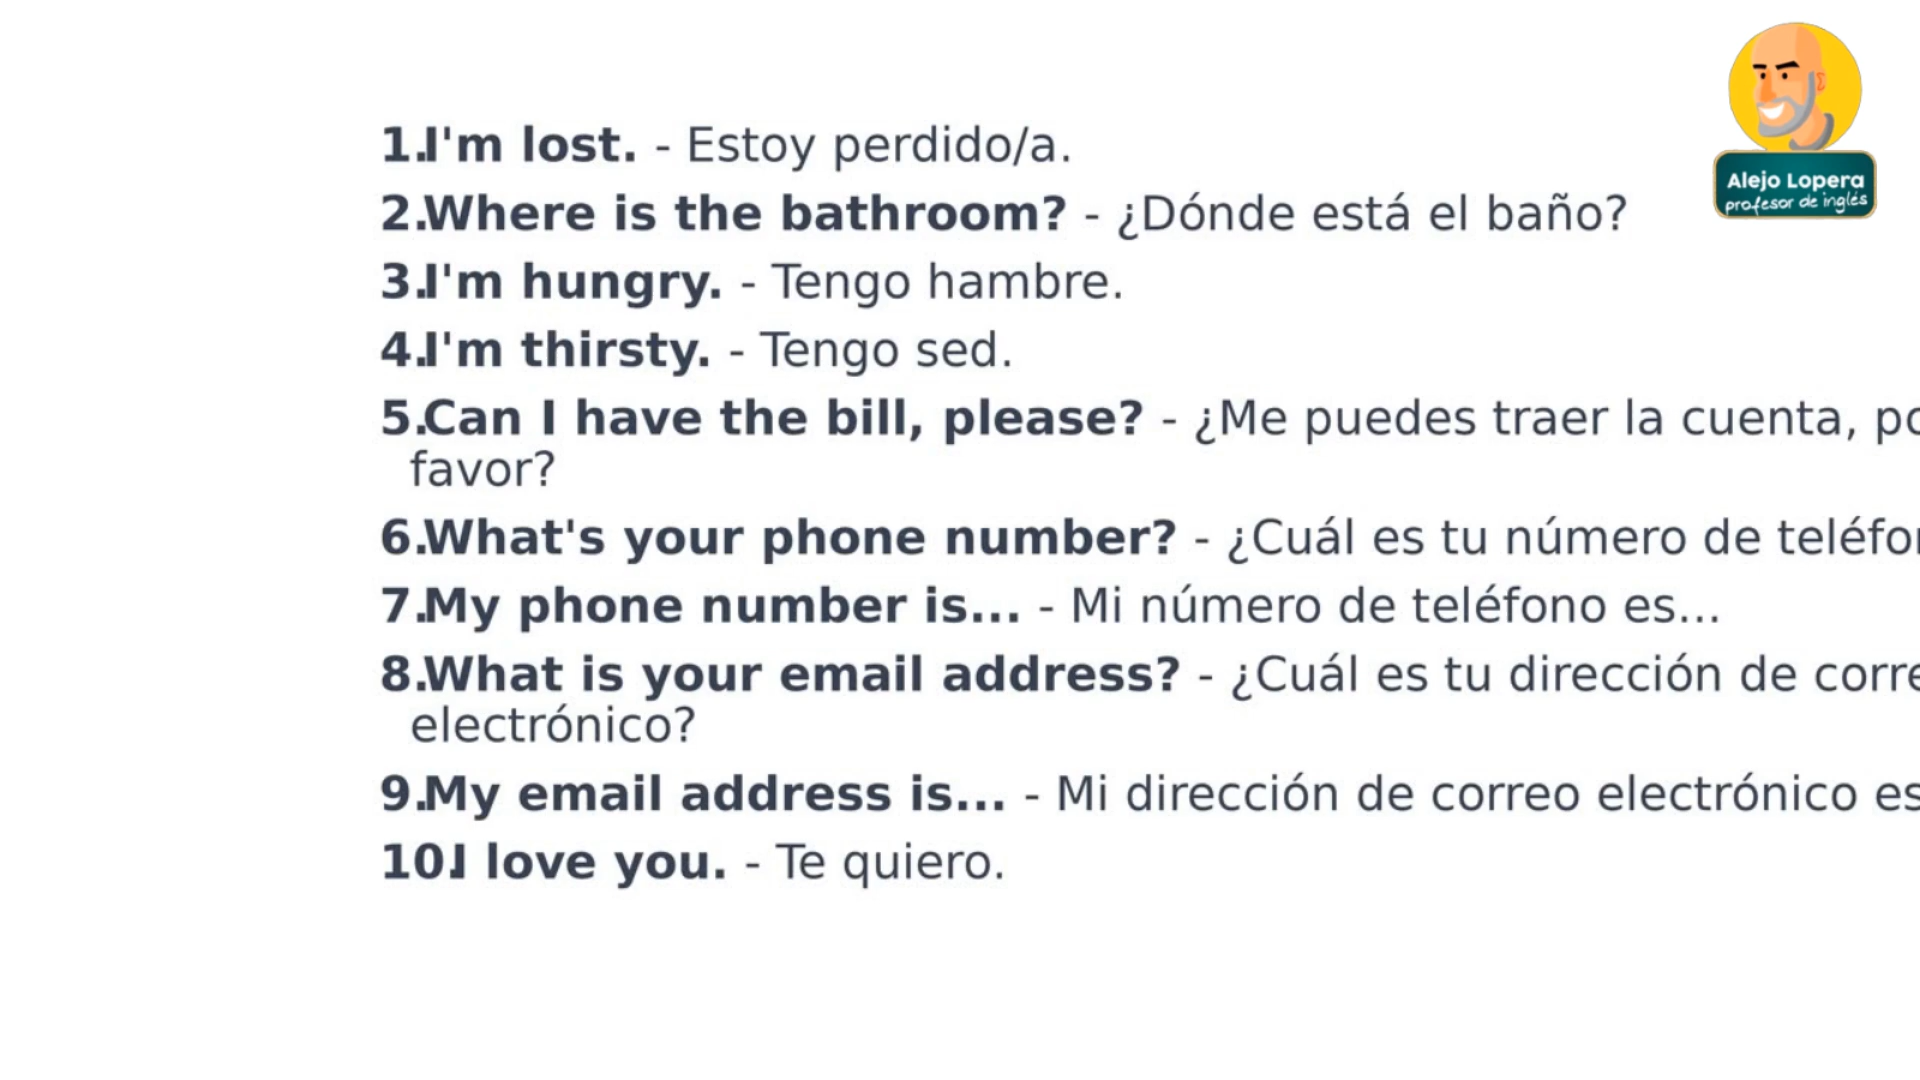 1.I'm lost. - Estoy perdido/a.
2.Where is the bathroom? - ¿Dónde está el baño?
3.I'm hungry. - Tengo hambre.
4.I'm thirsty. - Tengo sed.
5.Can I have the bill, please? - ¿Me puedes traer la cuenta, po
favor?
6.What's your phone number? - ¿Cuál es tu número de teléfon
7.My phone number is... - Mi número de teléfono es...
8.What is your email address? - ¿Cuál es tu dirección de corre
electrónico?
9.My email address is... - Mi dirección de correo electrónico es
10.I love you. - Te quiero.
Alejo Lopera
profesor de inglés